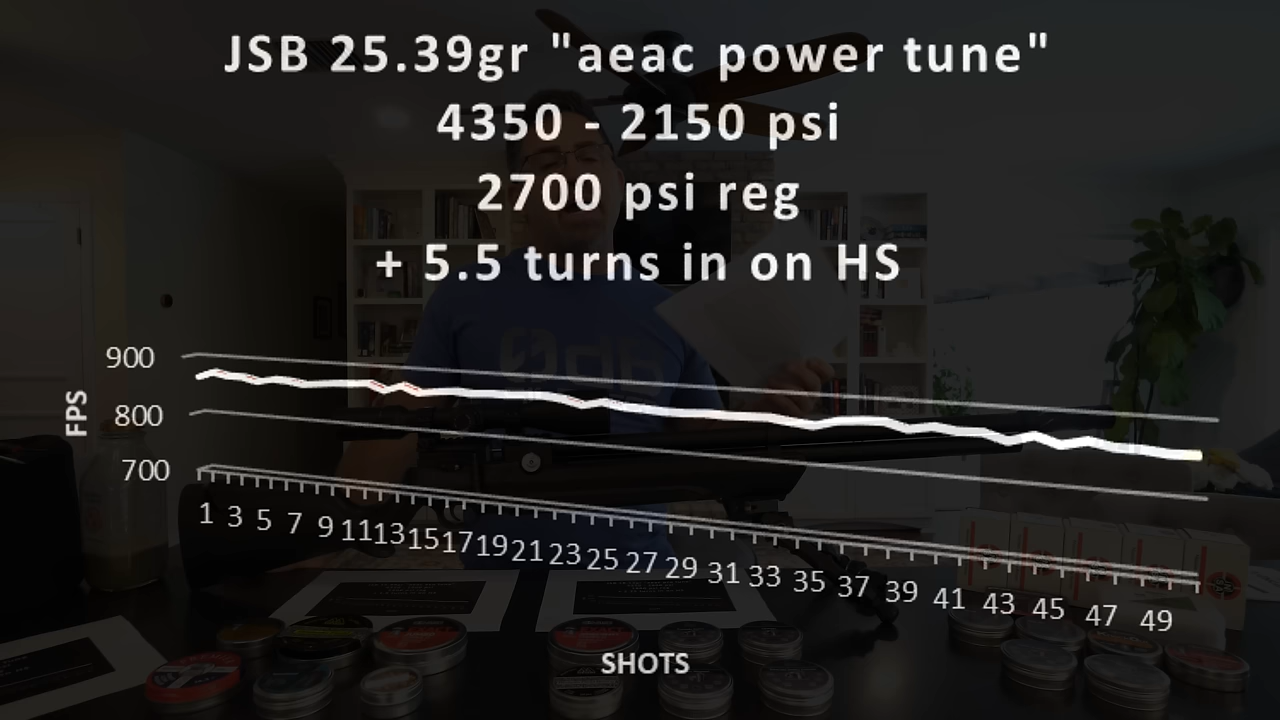 JSB 25.39gr "aeac power tune"
4350 - 2150 psi
2700 psi reg
+ 5.5 turns in on HS
900
800
700
FPS
1 3 5 7 9 11 13 15 17 19 21 23 25 27 29 31 33 35 37 39 41 43 45 47 49
SHOTS